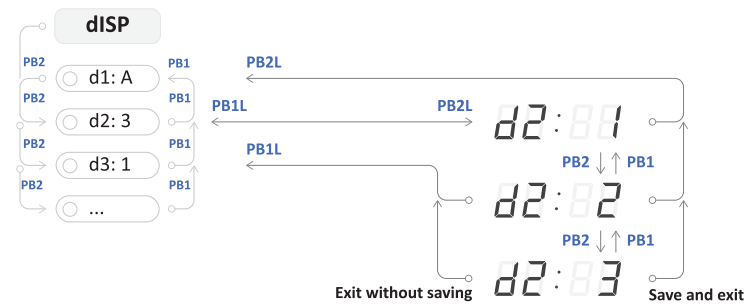 dISP
PB2 PB1 PB2L
d1: A
PB2 PB1 PB1L PB2L
d2: 3 d2: 1
PB2 PB1 PB1L PB2 PB1
d3: 1
PB2 PB1 d2: 2
...
PB2 PB1
d2: 3
Exit without saving Save and exit